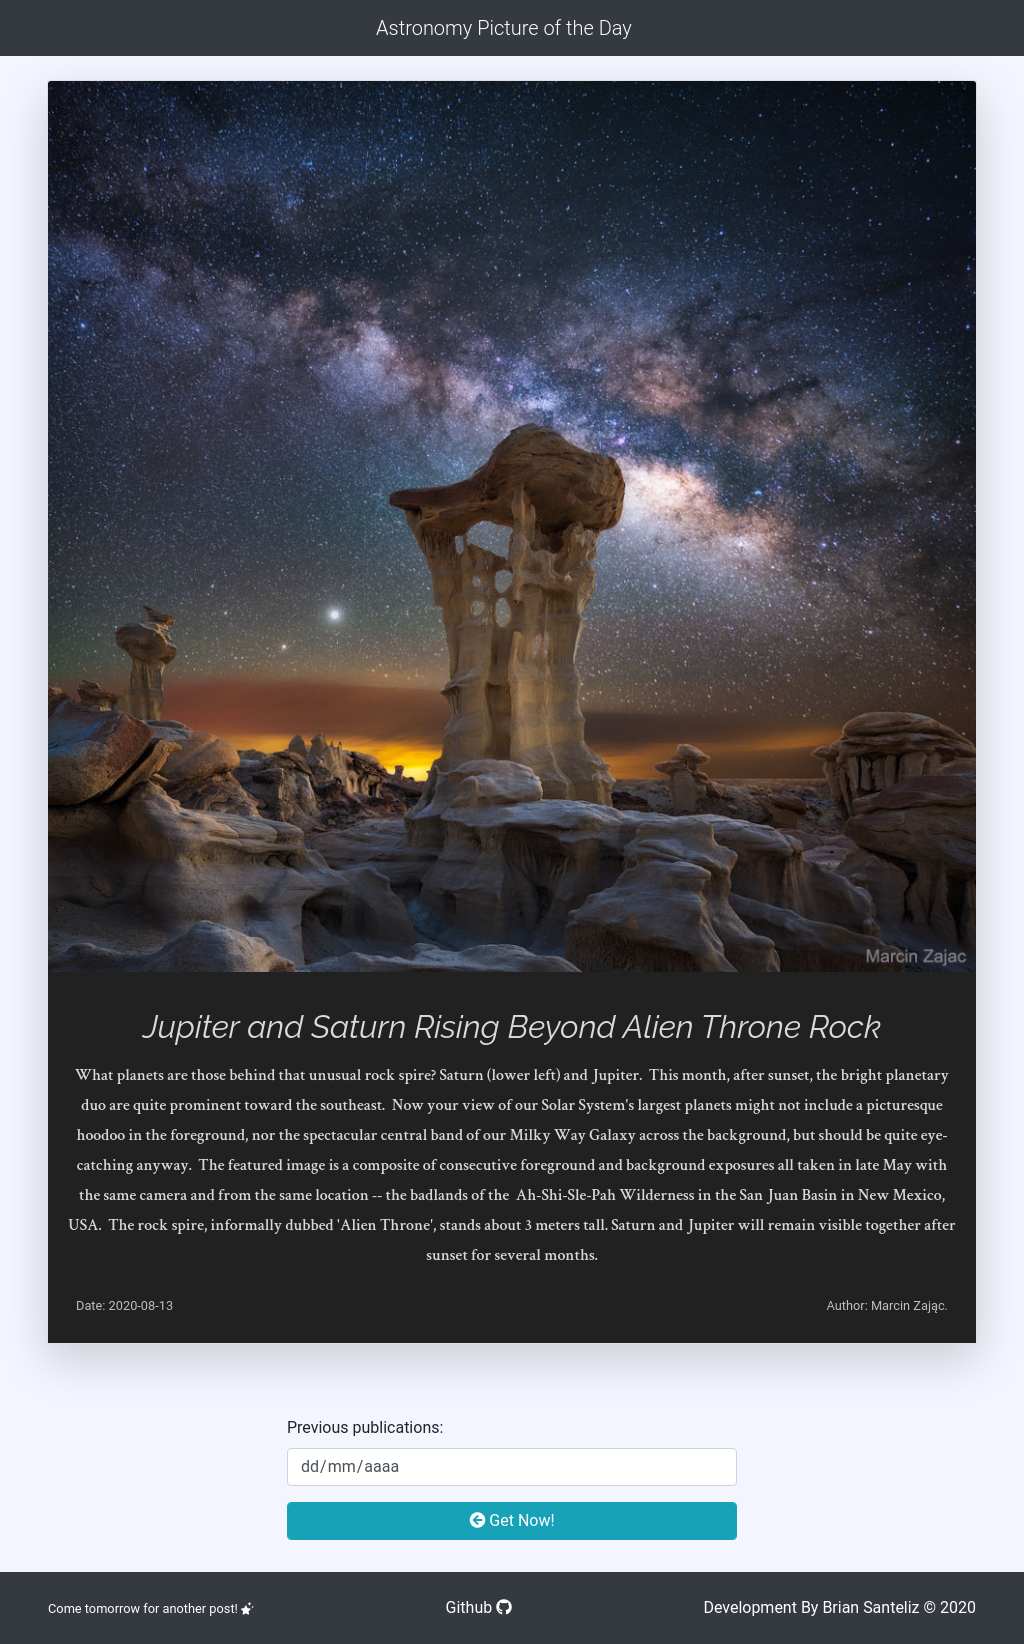 Astronomy Picture of the Day
Marcin Zajac
Jupiter and Saturn Rising Beyond Alien Throne Rock
What planets are those behind that unusual rock spire? Saturn (lower left) and Jupiter. This month, after sunset, the bright planetary
duo are quite prominent toward the southeast. Now your view of our Solar System's largest planets might not include a picturesque
hoodoo in the foreground, nor the spectacular central band of our Milky Way Galaxy across the background, but should be quite eye-
catching anyway. The featured image is a composite of consecutive foreground and background exposures all taken in late May with
the same camera and from the same location -- the badlands of the Ah-Shi-Sle-Pah Wilderness in the San Juan Basin in New Mexico,
USA. The rock spire, informally dubbed 'Alien Throne', stands about 3 meters tall. Saturn and Jupiter will remain visible together after
sunset for several months.
Date: 2020-08-13
Author: Marcin Zając.
Previous publications:
dd/mm/aaaa
Get Now!
Come tomorrow for another post!
Github
Development By Brian Santeliz © 2020